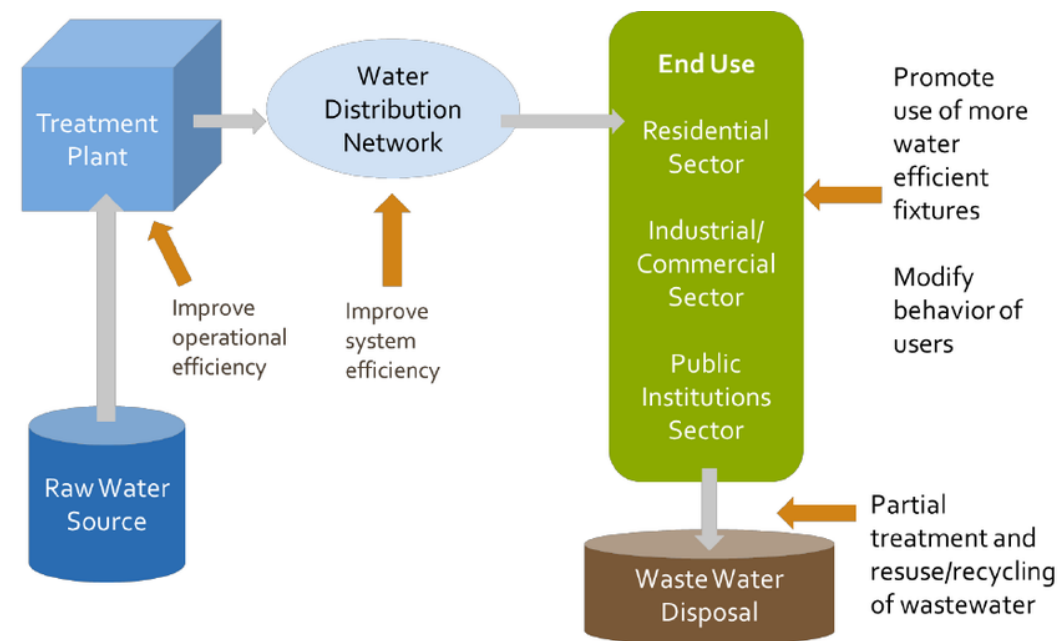 Treatment
Plant
Water
Distribution
Network
End Use
Residential
Sector
Industrial/
Commercial
Sector
Public
Institutions
Sector
Promote
use of more
water
efficient
fixtures
Modify
behavior of
users
Improve
operational
efficiency
Improve
system
efficiency
Raw Water
Source
Partial
treatment and
resuse/recycling
of wastewater
Waste Water
Disposal